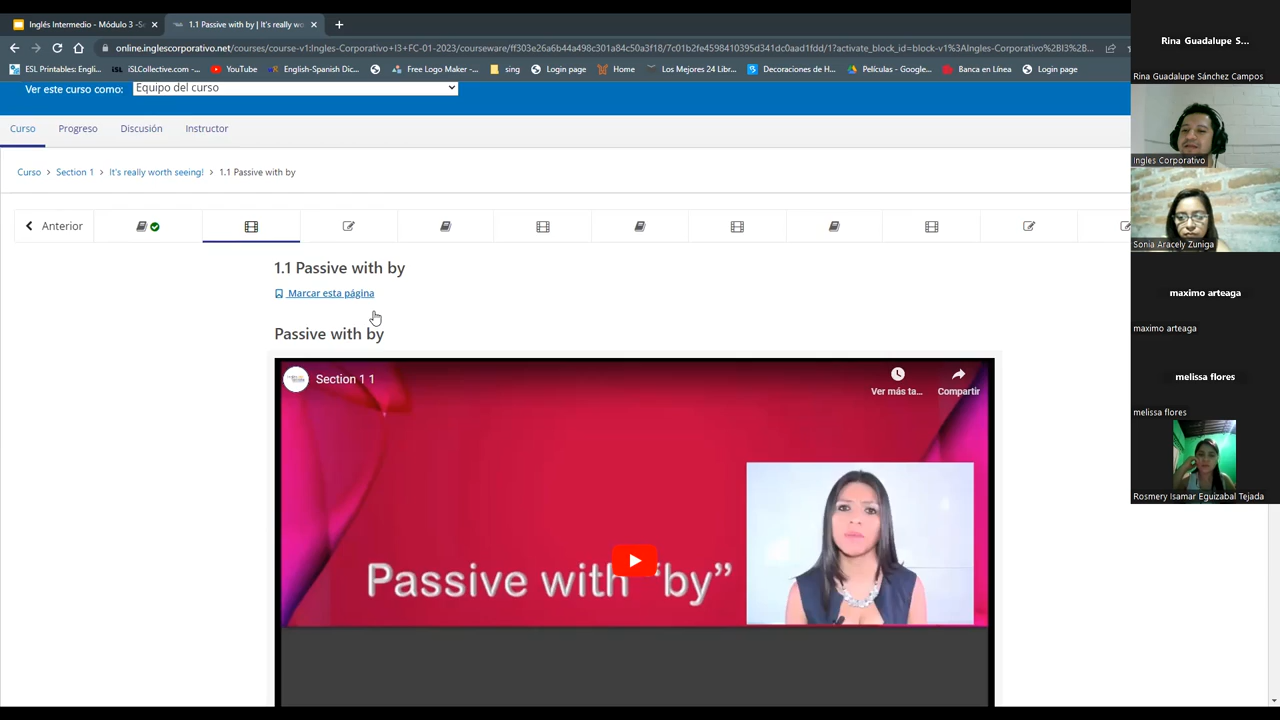 Inglés Intermedio - Módulo 3 -Se
1.1 Passive with by | It's really wo
online.inglescorporativo.net/courses/course-v1:Ingles-Corporativo+I3+FC-01-2023/courseware/ff303e26a6b44a498c301a84c50a3f18/7c01b2fe4598410395d341dc0aad1fdd/1?activate_block_id=block-v1%3AIngles-Corporativo%2BI3%2B...
ESL Printables: Engli...
iSLCollective.com -...
YouTube
English-Spanish Dic...
Free Logo Maker -...
sing
Login page
Home
Los Mejores 24 Libr...
Decoraciones de H...
Películas - Google...
Banca en Línea
Login page
Ver este curso como:
Equipo del curso
Curso
Progreso
Discusión
Instructor
Curso > Section 1 > It's really worth seeing! > 1.1 Passive with by
Anterior
1.1 Passive with by
Marcar esta página
Passive with by
Section 1 1
Ver más ta...
Compartir
Passive with “by”
Rina Guadalupe S...
Rina Guadalupe Sánchez Campos
Ingles Corporativo
Sonia Aracely Zuniga
maximo arteaga
maximo arteaga
melissa flores
melissa flores
Rosmery Isamar Eguizabal Tejada